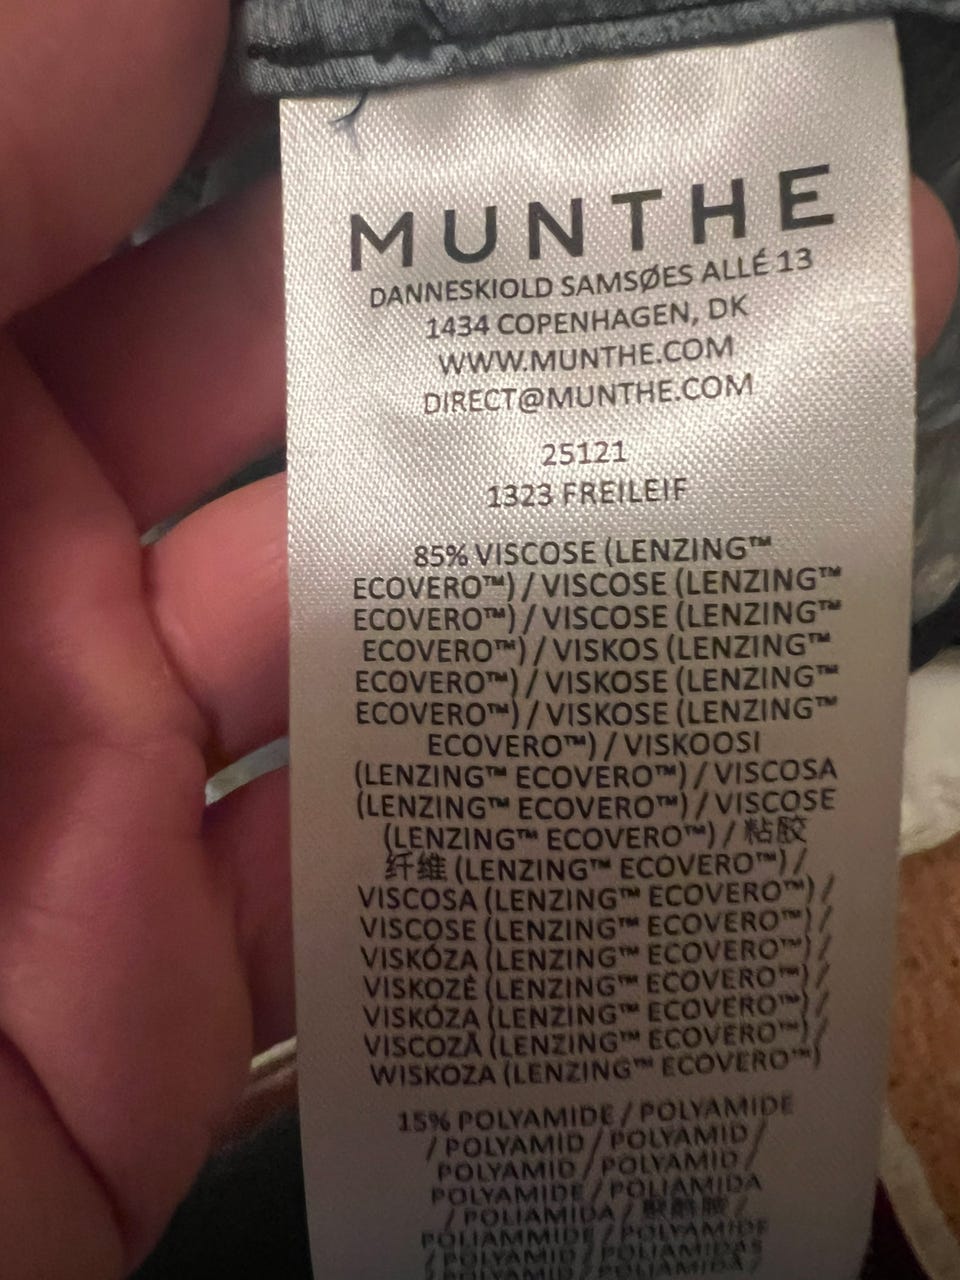 MUNTHE
DANNESKIOLD SAMSØES ALLÉ 13
1434 COPENHAGEN, DK
WWW.MUNTHE.COM
DIRECT@MUNTHE.COM
25121
1323 FREILEIF
85% VISCOSE (LENZING™
ECOVERO™) / VISCOSE (LENZING™
ECOVERO™) / VISCOSE (LENZING™
ECOVERO™) / VISKOS (LENZING™
ECOVERO™) / VISKOSE (LENZING™
ECOVERO™) / VISKOSE (LENZING™
ECOVERO™) / VISKOOSI
(LENZING™ ECOVERO™) / VISCOSA
(LENZING™ ECOVERO™) / VISCOSE
(LENZING™ ECOVERO™) / 粘胶
纤维 (LENZING™ ECOVERO™) /
VISCOSA (LENZING™ ECOVERO™) /
VISCOSE (LENZING™ ECOVERO™) /
VISKÓZA (LENZING™ ECOVERO™) /
VISKOZĖ (LENZING™ ECOVERO™) /
VISKÓZA (LENZING™ ECOVERO™) /
VISCOZĂ (LENZING™ ECOVERO™) /
WISKOZA (LENZING™ ECOVERO™)
15% POLYAMIDE / POLYAMIDE
/ POLYAMID / POLYAMID /
POLYAMID / POLYAMID /
POLYAMIDE / POLIAMIDA
/ POLIAMIDA / /
POLIAMMIDE / POLYAMIDE
/ POLYAMID / POLIAMIDAS